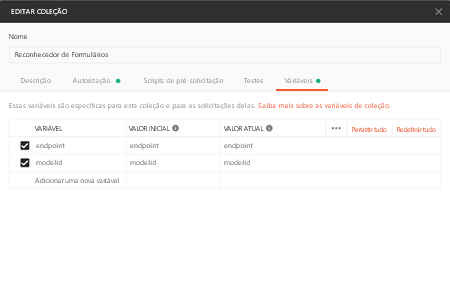 EDITAR COLEÇÃO
Nome
Reconhecedor de Formulários
Descrição Autorização Scripts de pré-solicitação Testes Variáveis
Essas variáveis são específicas para esta coleção e para as solicitações delas. Saiba mais sobre as variáveis de coleção.
VARIÁVEL VALOR INICIAL VALOR ATUAL Persistir tudo Redefinir tudo
endpoint endpoint endpoint
modelid modelid modelid
Adicionar uma nova variável